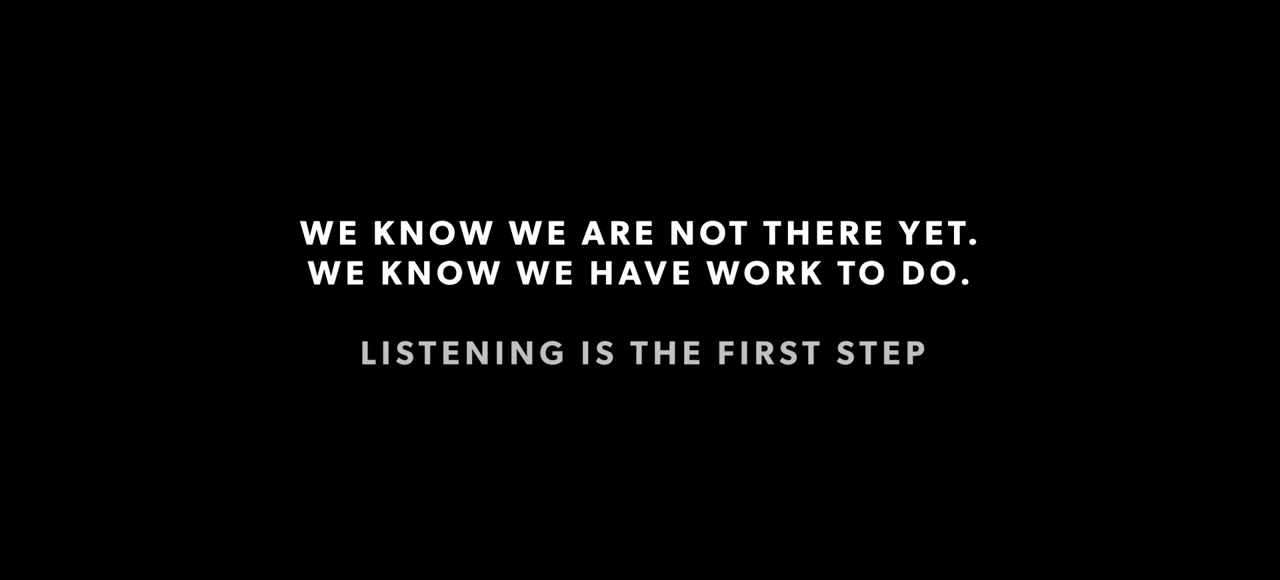 WE KNOW WE ARE NOT THERE YET.
WE KNOW WE HAVE WORK TO DO.
LISTENING IS THE FIRST STEP